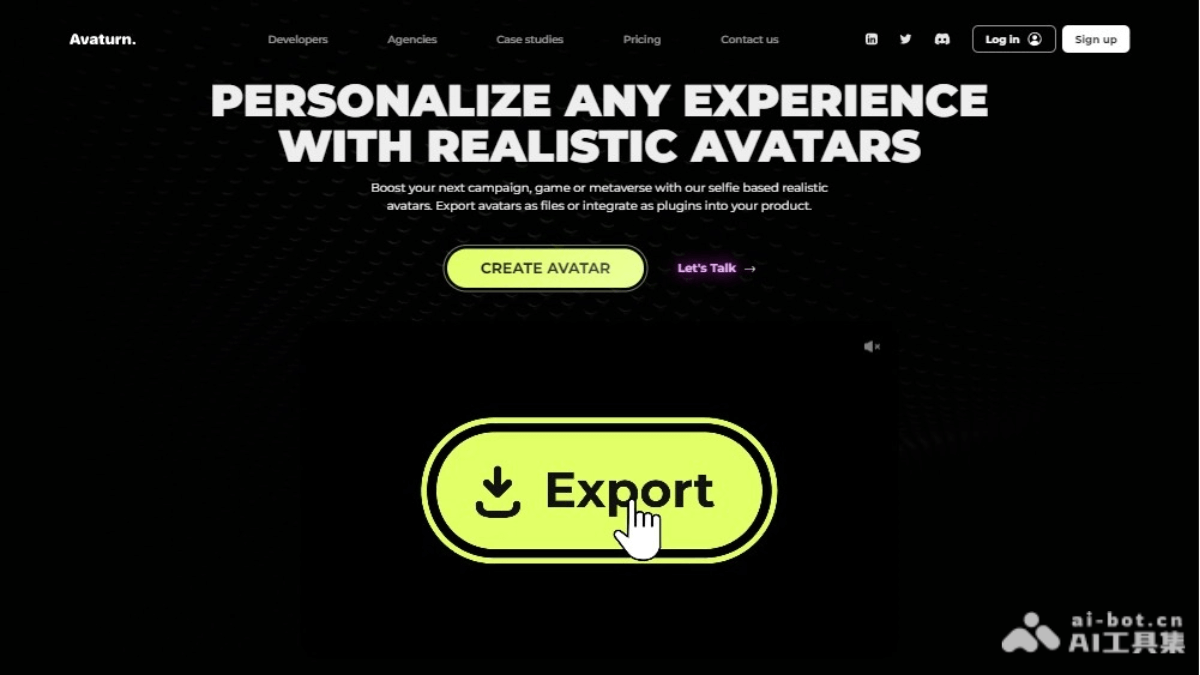 Avaturn.
Developers
Agencies
Case studies
Pricing
Contact us
Log in
Sign up
PERSONALIZE ANY EXPERIENCE
WITH REALISTIC AVATARS
Boost your next campaign, game or metaverse with our selfie based realistic
avatars. Export avatars as files or integrate as plugins into your product.
CREATE AVATAR
Let's Talk →
Export
ai-bot.cn
AI工具集